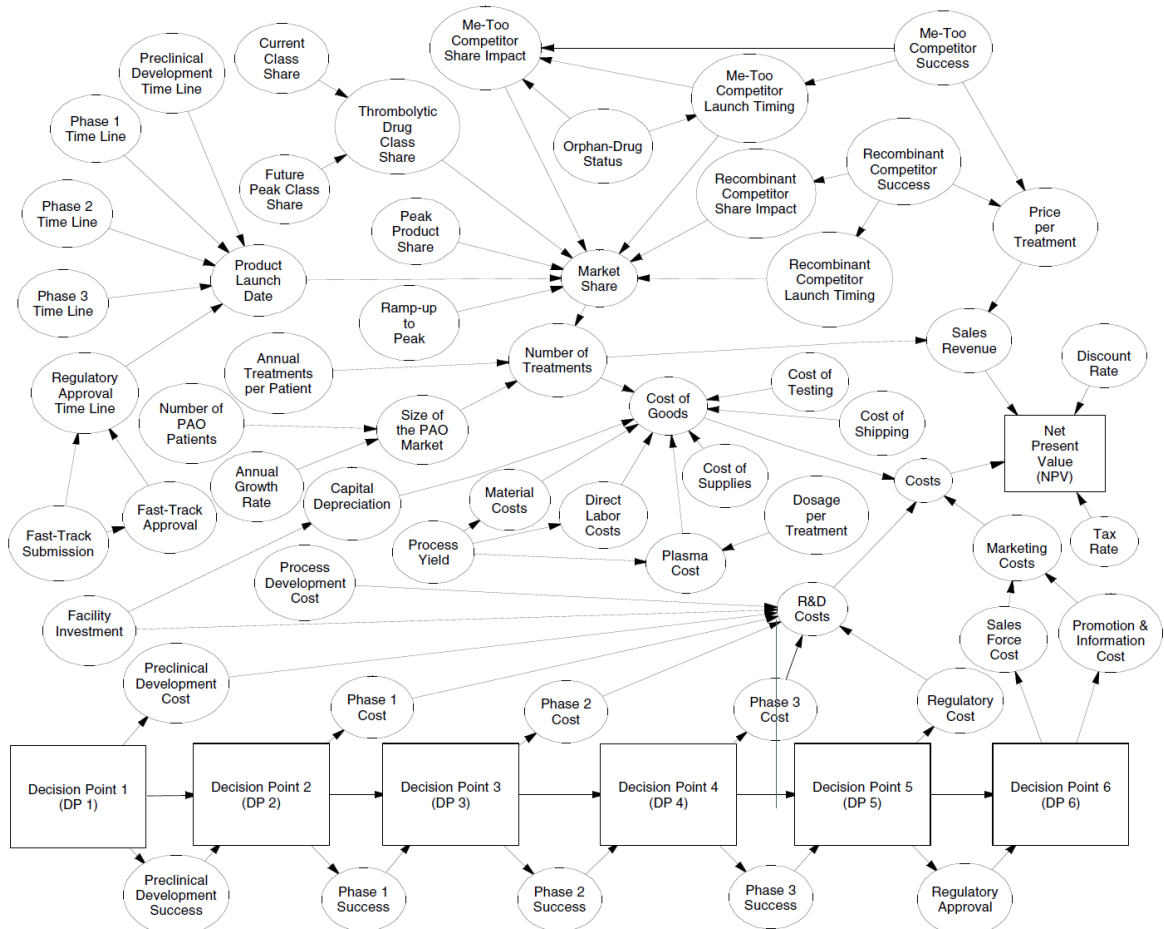 Current
Class
Share
Me-Too
Competitor
Share Impact
Me-Too
Competitor
Success
Preclinical
Development
Time Line
Me-Too
Competitor
Launch Timing
Phase 1
Time Line
Thrombolytic
Drug
Class
Share
Orphan-Drug
Status
Recombinant
Competitor
Success
Future
Peak Class
Share
Recombinant
Competitor
Share Impact
Phase 2
Time Line
Peak
Product
Share
Price
per
Treatment
Product
Launch
Date
Market
Share
Recombinant
Competitor
Launch Timing
Phase 3
Time Line
Ramp-up
to
Peak
Sales
Revenue
Annual
Treatments
per Patient
Number of
Treatments
Discount
Rate
Regulatory
Approval
Time Line
Cost of
Testing
Number of
PAO
Patients
Size of
the PAO
Market
Cost of
Goods
Cost of
Shipping
Net
Present
Value
(NPV)
Annual
Growth
Rate
Capital
Depreciation
Material
Costs
Cost of
Supplies
Costs
Fast-Track
Submission
Fast-Track
Approval
Direct
Labor
Costs
Dosage
per
Treatment
Process
Yield
Plasma
Cost
Marketing
Costs
Tax
Rate
Process
Development
Cost
Facility
Investment
R&D
Costs
Sales
Force
Cost
Promotion &
Information
Cost
Preclinical
Development
Cost
Phase 1
Cost
Phase 2
Cost
Phase 3
Cost
Regulatory
Cost
Decision Point 1
(DP 1)
Decision Point 2
(DP 2)
Decision Point 3
(DP 3)
Decision Point 4
(DP 4)
Decision Point 5
(DP 5)
Decision Point 6
(DP 6)
Preclinical
Development
Success
Phase 1
Success
Phase 2
Success
Phase 3
Success
Regulatory
Approval